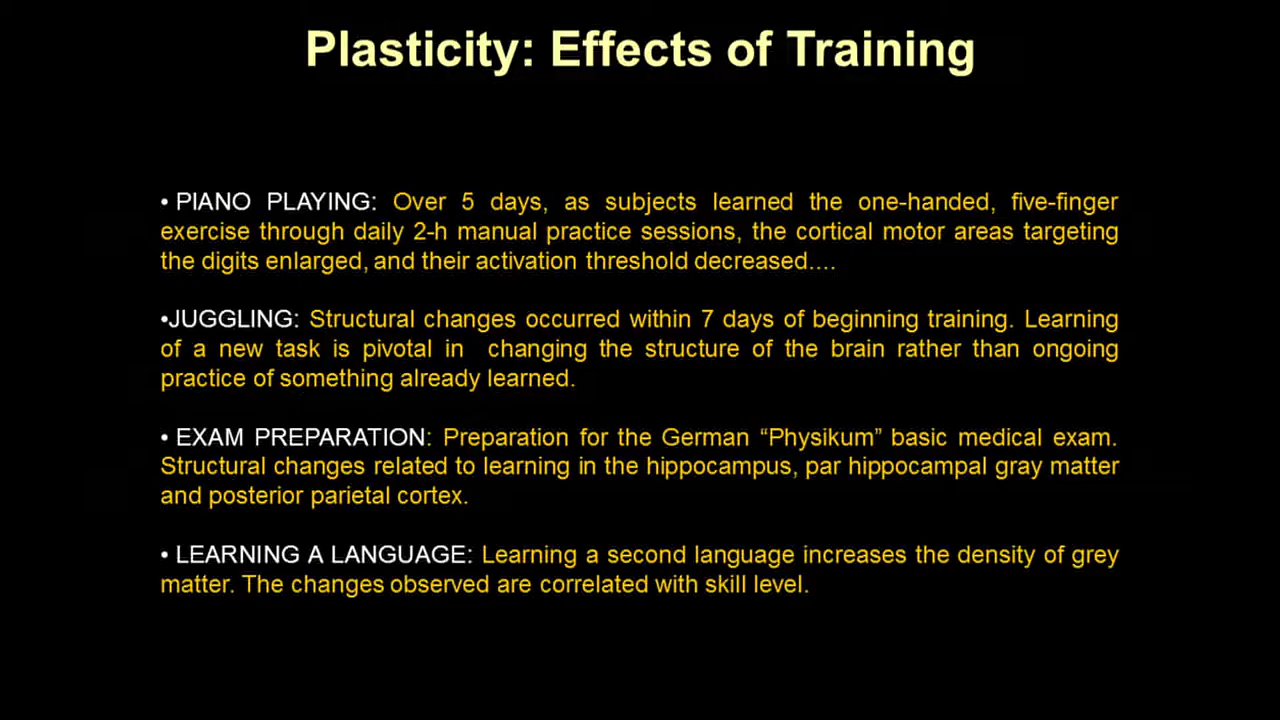 Plasticity: Effects of Training
• PIANO PLAYING: Over 5 days, as subjects learned the one-handed, five-finger
exercise through daily 2-h manual practice sessions, the cortical motor areas targeting
the digits enlarged, and their activation threshold decreased....
•JUGGLING: Structural changes occurred within 7 days of beginning training. Learning
of a new task is pivotal in changing the structure of the brain rather than ongoing
practice of something already learned.
• EXAM PREPARATION: Preparation for the German “Physikum” basic medical exam.
Structural changes related to learning in the hippocampus, par hippocampal gray matter
and posterior parietal cortex.
• LEARNING A LANGUAGE: Learning a second language increases the density of grey
matter. The changes observed are correlated with skill level.